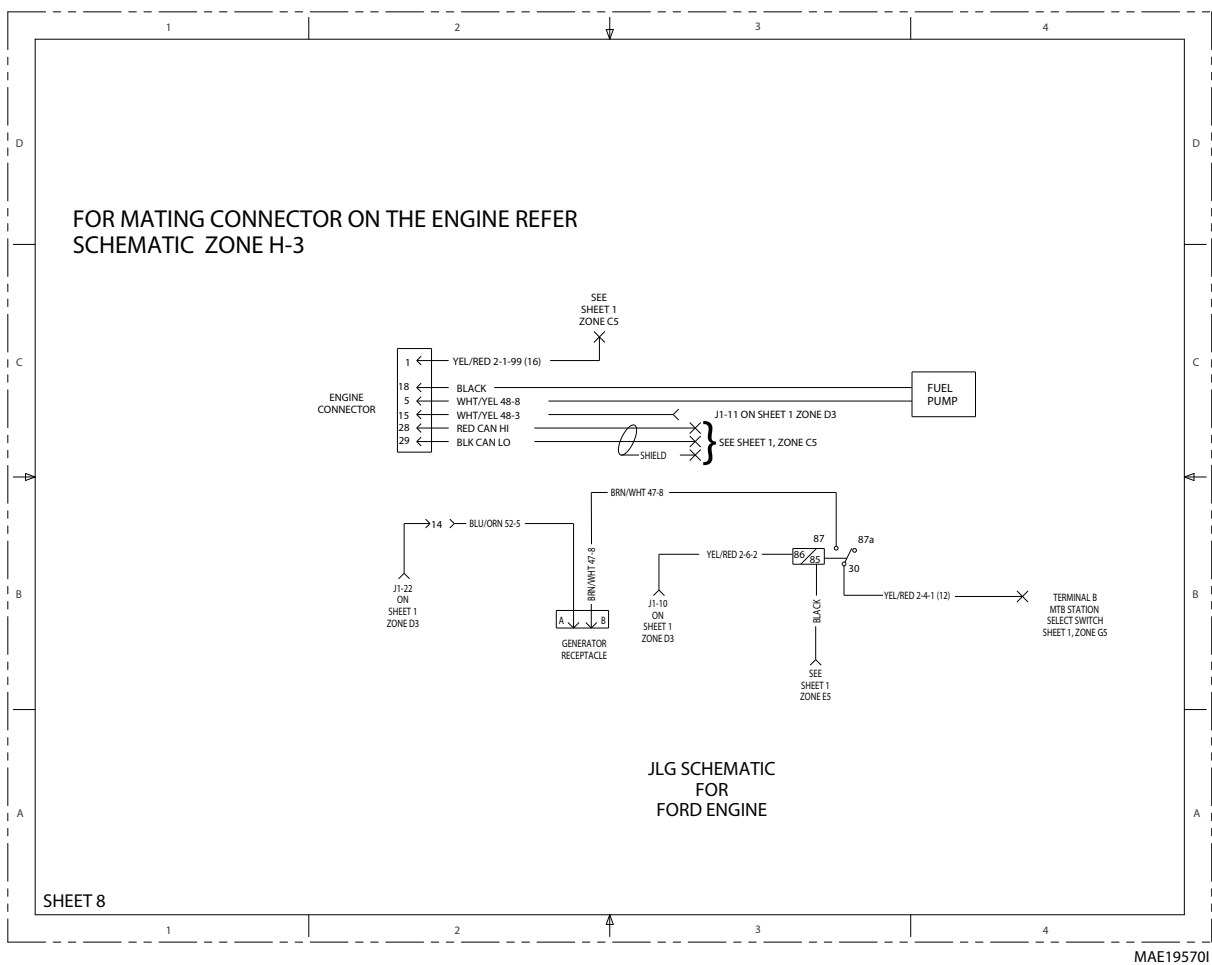 1 2 3 4
D D
FOR MATING CONNECTOR ON THE ENGINE REFER
SCHEMATIC ZONE H-3
SEE
SHEET 1
ZONE C5
C C
1 YEL/RED 2-1-99 (16)
18 BLACK
5 WHT/YEL 48-8
15 WHT/YEL 48-3
28 RED CAN HI
29 BLK CAN LO
ENGINE
CONNECTOR
FUEL
PUMP
J1-11 ON SHEET 1 ZONE D3
SEE SHEET 1, ZONE C5
SHIELD
BRN/WHT 47-8
14 BLU/ORN 52-5
BRN/WHT 47-8
J1-22
ON
SHEET 1
ZONE D3
A B
GENERATOR
RECEPTACLE
YEL/RED 2-6-2
J1-10
ON
SHEET 1
ZONE D3
87 87a
86 85
30
BLACK
SEE
SHEET 1
ZONE E5
YEL/RED 2-4-1 (12)
TERMINAL B
MTB STATION
SELECT SWITCH
SHEET 1, ZONE G5
B B
JLG SCHEMATIC
FOR
FORD ENGINE
A A
SHEET 8
1 2 3 4
MAE19570I